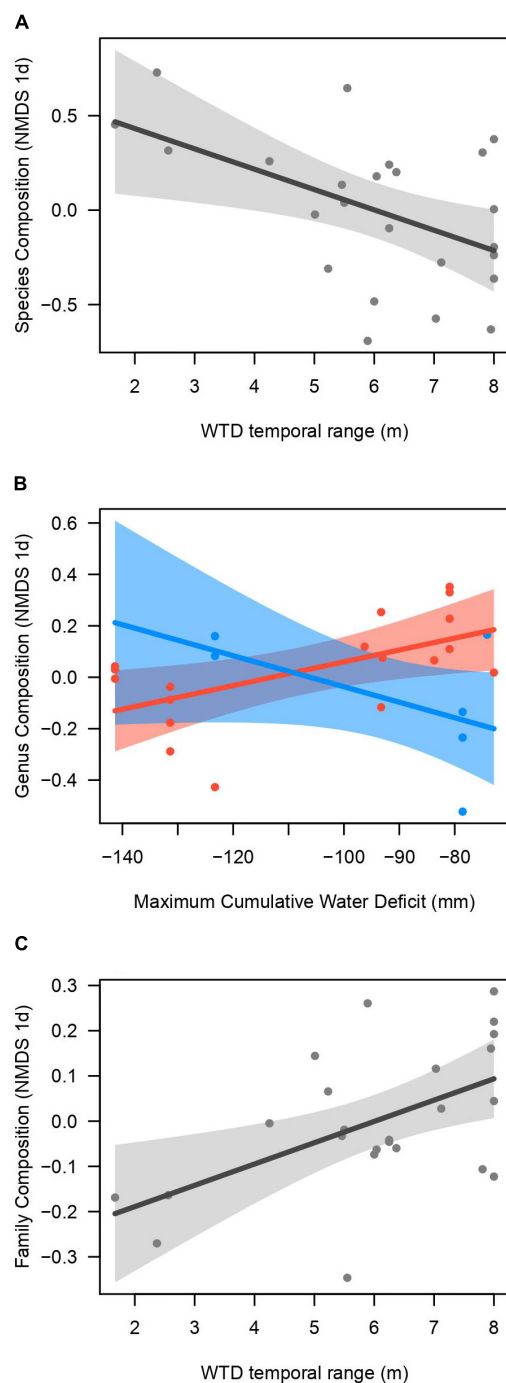 A
Species Composition (NMDS 1d)
0.5
0.0
−0.5
2 3 4 5 6 7 8
WTD temporal range (m)
B
Genus Composition (NMDS 1d)
0.6
0.4
0.2
0.0
−0.2
−0.4
−140 −120 −100 −90 −80
Maximum Cumulative Water Deficit (mm)
C
Family Composition (NMDS 1d)
0.3
0.2
0.1
0.0
−0.1
−0.2
−0.3
2 3 4 5 6 7 8
WTD temporal range (m)